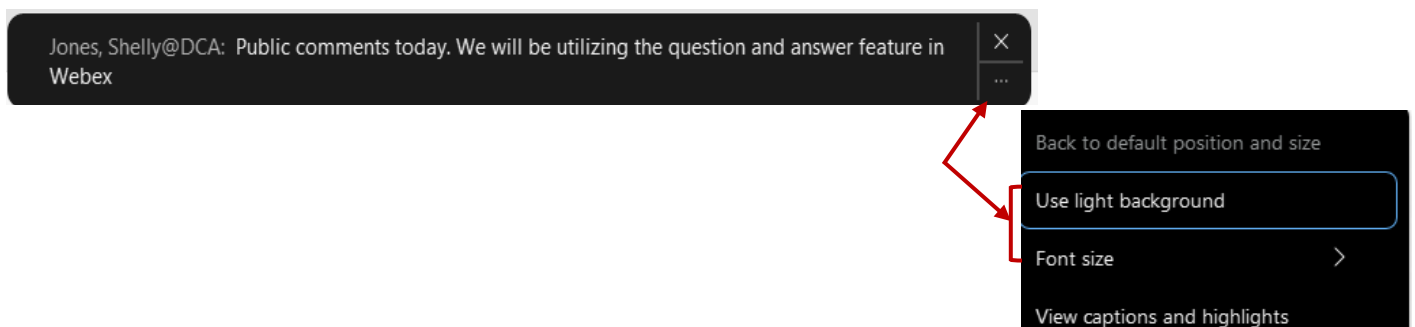 Jones, Shelly@DCA: Public comments today. We will be utilizing the question and answer feature in
Webex
...
Back to default position and size
Use light background
Font size
View captions and highlights